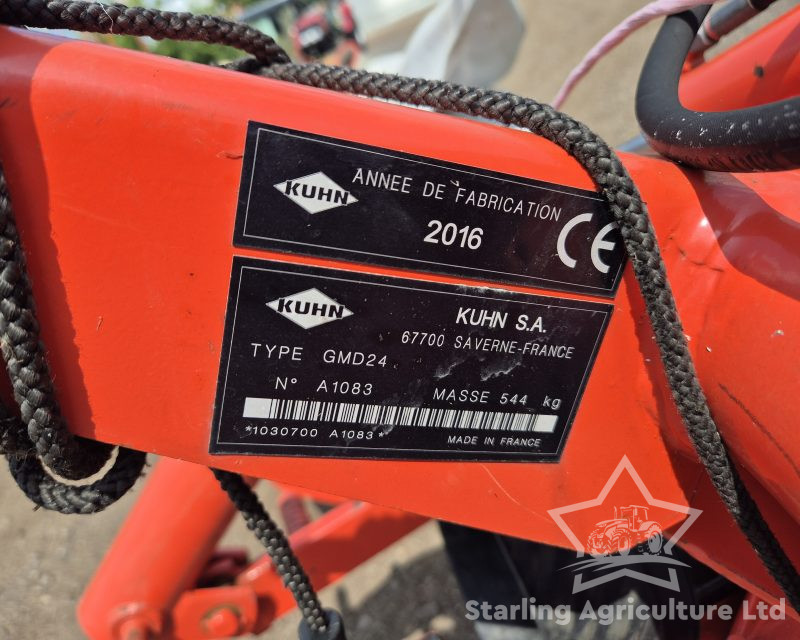 KUHN
ANNEE DE FABRICATION
2016
CE
KUHN
KUHN S.A.
67700 SAVERNE-FRANCE
TYPE GMD24
N° A1083 MASSE 544 kg
*1030700 A1083* MADE IN FRANCE
Starling Agriculture Ltd